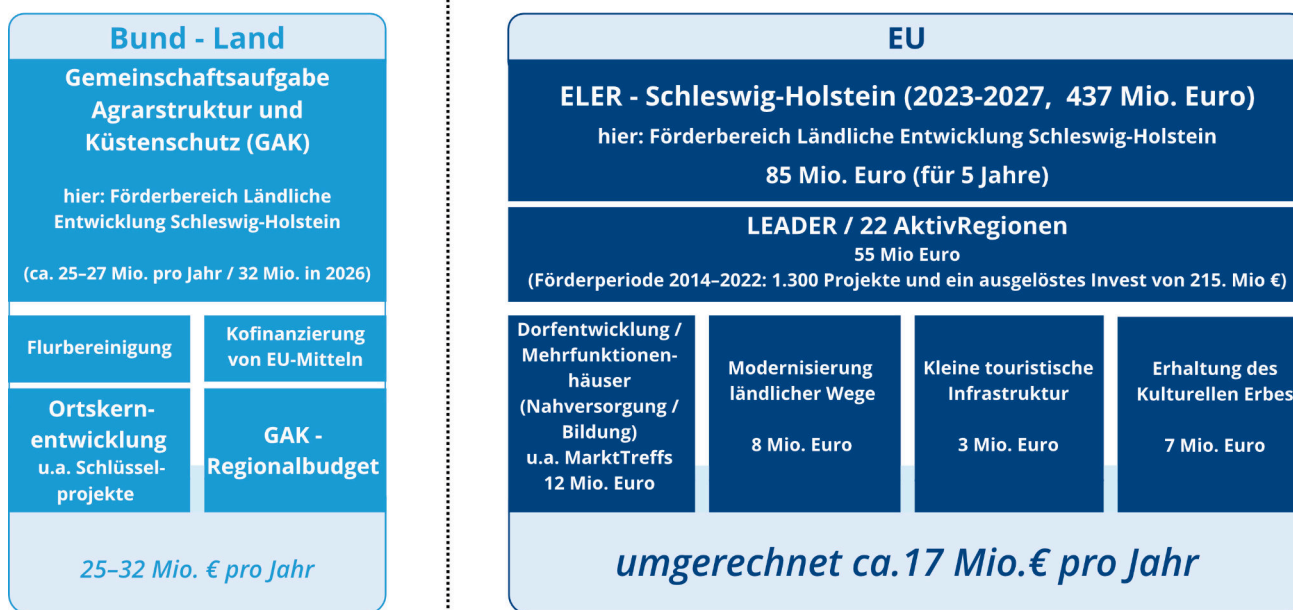 Bund - Land
Gemeinschaftsaufgabe
Agrarstruktur und
Küstenschutz (GAK)
hier: Förderbereich Ländliche
Entwicklung Schleswig-Holstein
(ca. 25–27 Mio. pro Jahr / 32 Mio. in 2026)
Flurbereinigung
Kofinanzierung
von EU-Mitteln
Ortskern-
entwicklung
u.a. Schlüssel-
projekte
GAK -
Regionalbudget
25–32 Mio. € pro Jahr
EU
ELER - Schleswig-Holstein (2023-2027, 437 Mio. Euro)
hier: Förderbereich Ländliche Entwicklung Schleswig-Holstein
85 Mio. Euro (für 5 Jahre)
LEADER / 22 AktivRegionen
55 Mio Euro
(Förderperiode 2014–2022: 1.300 Projekte und ein ausgelöstes Invest von 215. Mio €)
Dorfentwicklung /
Mehrfunktionen-
häuser
(Nahversorgung /
Bildung)
u.a. MarktTreffs
12 Mio. Euro
Modernisierung
ländlicher Wege
8 Mio. Euro
Kleine touristische
Infrastruktur
3 Mio. Euro
Erhaltung des
Kulturellen Erbes
7 Mio. Euro
umgerechnet ca.17 Mio.€ pro Jahr